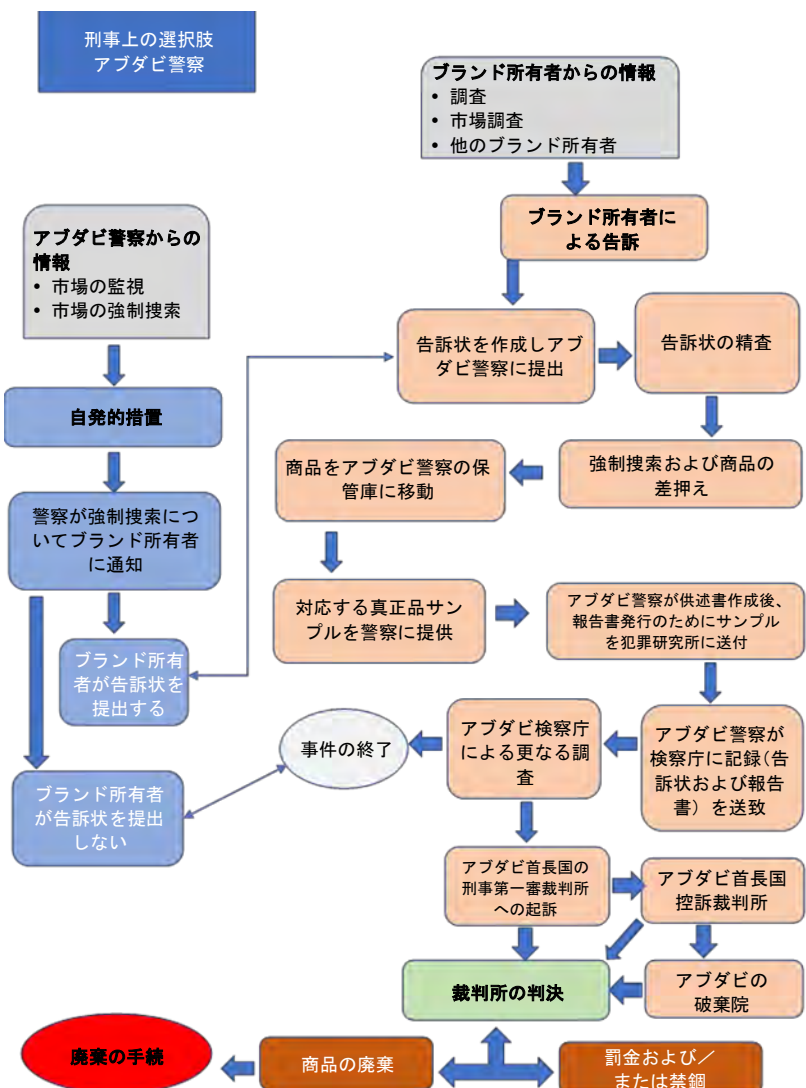 刑事上の選択肢
アブダビ警察
ブランド所有者からの情報
• 調査
• 市場調査
• 他のブランド所有者
ブランド所有者に
よる告訴
アブダビ警察からの
情報
• 市場の監視
• 市場の強制捜索
告訴状を作成しアブ
ダビ警察に提出
告訴状の精査
自発的措置
商品をアブダビ警察の保
管庫に移動
強制捜索および商品の
差押え
警察が強制捜索につ
いてブランド所有者
に通知
対応する真正品サン
プルを警察に提供
アブダビ警察が供述書作成後、
報告書発行のためにサンプル
を犯罪研究所に送付
ブランド所有
者が告訴状を
提出する
事件の終了
アブダビ検察庁
による更なる調
査
アブダビ警察が
検察庁に記録(告
訴状および報告
書）を送致
ブランド所有者
が告訴状を提出
しない
アブダビ首長国の
刑事第一審裁判所
への起訴
アブダビ首長国
控訴裁判所
裁判所の判決
アブダビの
破棄院
廃棄の手続
商品の廃棄
罰金および／
または禁錮